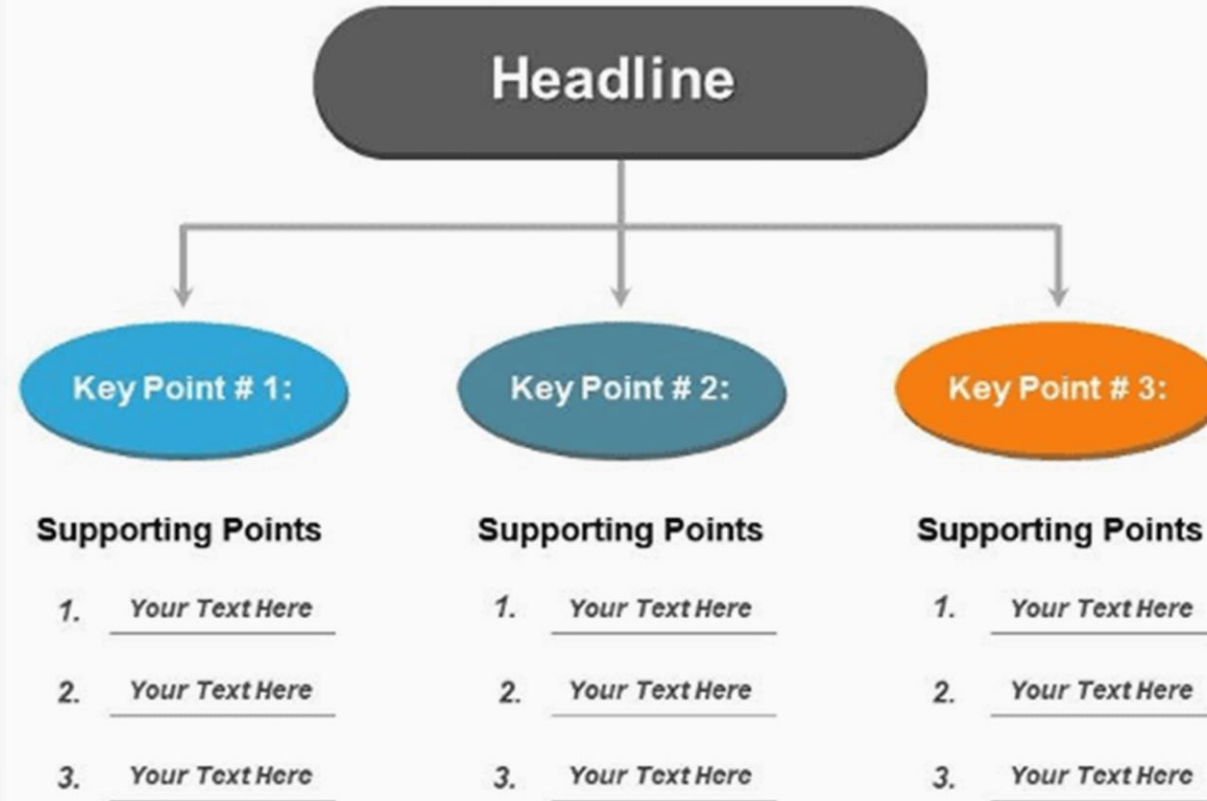 Headline
Key Point # 1:
Key Point # 2:
Key Point # 3:
Supporting Points
Supporting Points
Supporting Points
1. Your Text Here
1. Your Text Here
1. Your Text Here
2. Your Text Here
2. Your Text Here
2. Your Text Here
3. Your Text Here
3. Your Text Here
3. Your Text Here